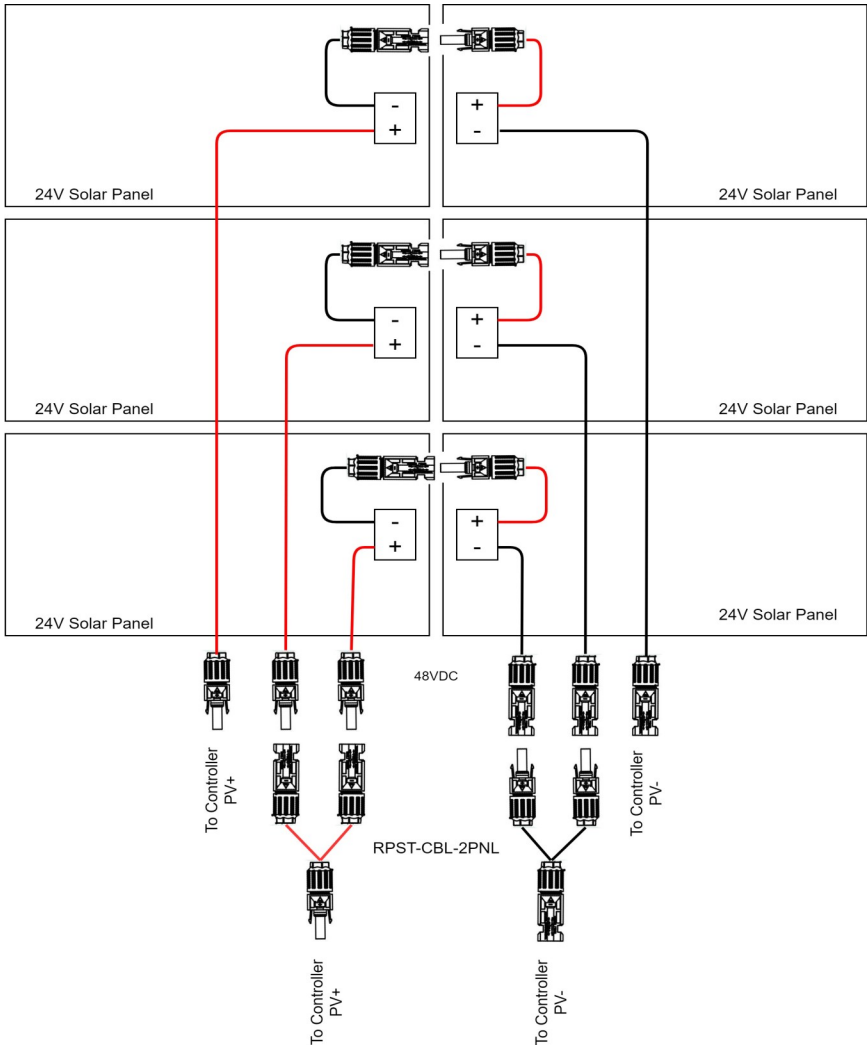 -
+
+
-
24V Solar Panel
24V Solar Panel
-
+
+
-
24V Solar Panel
24V Solar Panel
-
+
+
-
24V Solar Panel
24V Solar Panel
48VDC
To Controller
PV+
To Controller
PV-
RPST-CBL-2PNL
To Controller
PV+
To Controller
PV-